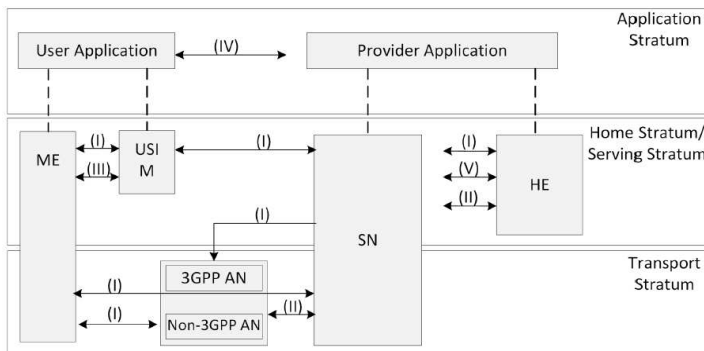 Application
Stratum
User Application
(IV)
Provider Application
Home Stratum/
Serving Stratum
ME
(I)
(III)
USI
M
(I)
(I)
(V)
(II)
HE
(I)
SN
Transport
Stratum
3GPP AN
(I)
(I)
Non-3GPP AN
(II)